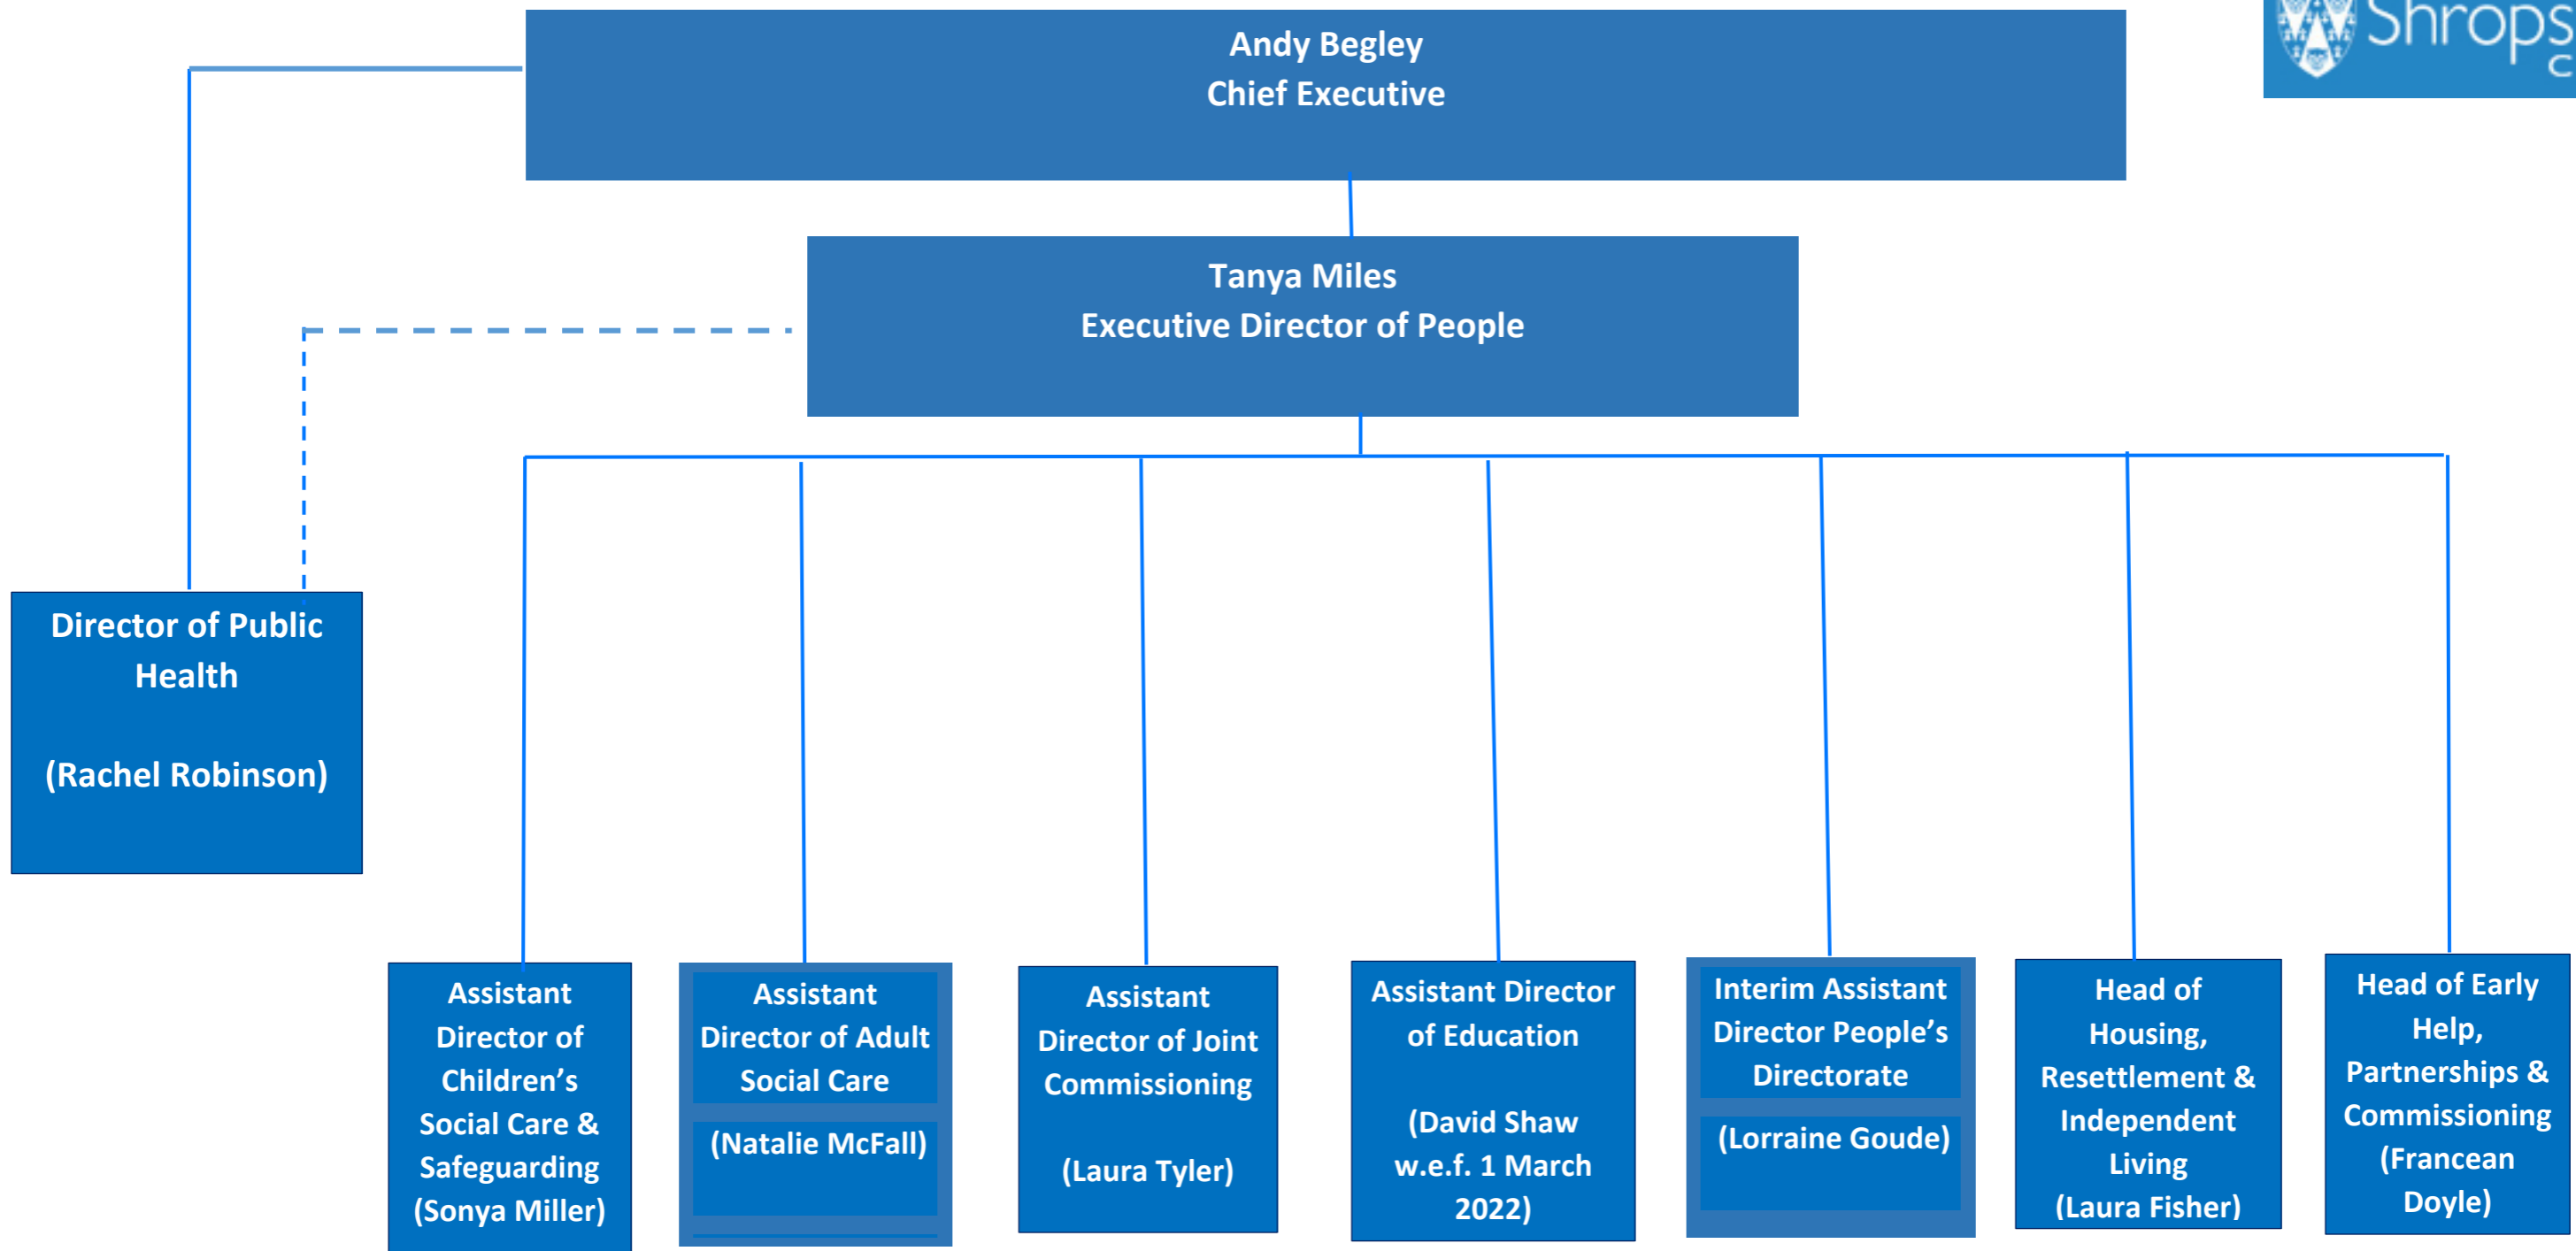 Andy Begley
Chief Executive
Shrops
C
Tanya Miles
Executive Director of People
Director of Public
Health
(Rachel Robinson)
Assistant
Director of
Children’s
Social Care &
Safeguarding
(Sonya Miller)
Assistant
Director of Adult
Social Care
(Natalie McFall)
Assistant
Director of Joint
Commissioning
(Laura Tyler)
Assistant Director
of Education
(David Shaw
w.e.f. 1 March
2022)
Interim Assistant
Director People’s
Directorate
(Lorraine Goude)
Head of
Housing,
Resettlement &
Independent
Living
(Laura Fisher)
Head of Early
Help,
Partnerships &
Commissioning
(Francean
Doyle)